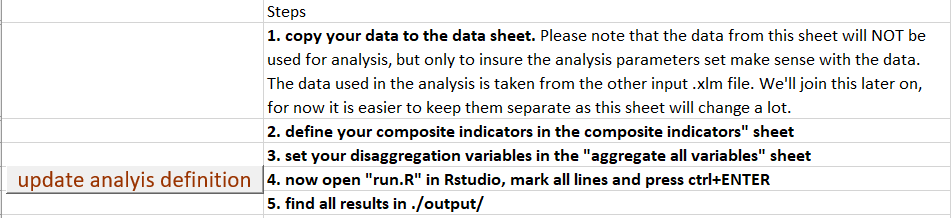 Steps
1. copy your data to the data sheet. Please note that the data from this sheet will NOT be
used for analysis, but only to insure the analysis parameters set make sense with the data.
The data used in the analysis is taken from the other input .xlm file. We'll join this later on,
for now it is easier to keep them separate as this sheet will change a lot.
2. define your composite indicators in the composite indicators" sheet
3. set your disaggregation variables in the "aggregate all variables" sheet
update analyis definition
4. now open "run.R" in Rstudio, mark all lines and press ctrl+ENTER
5. find all results in ./output/